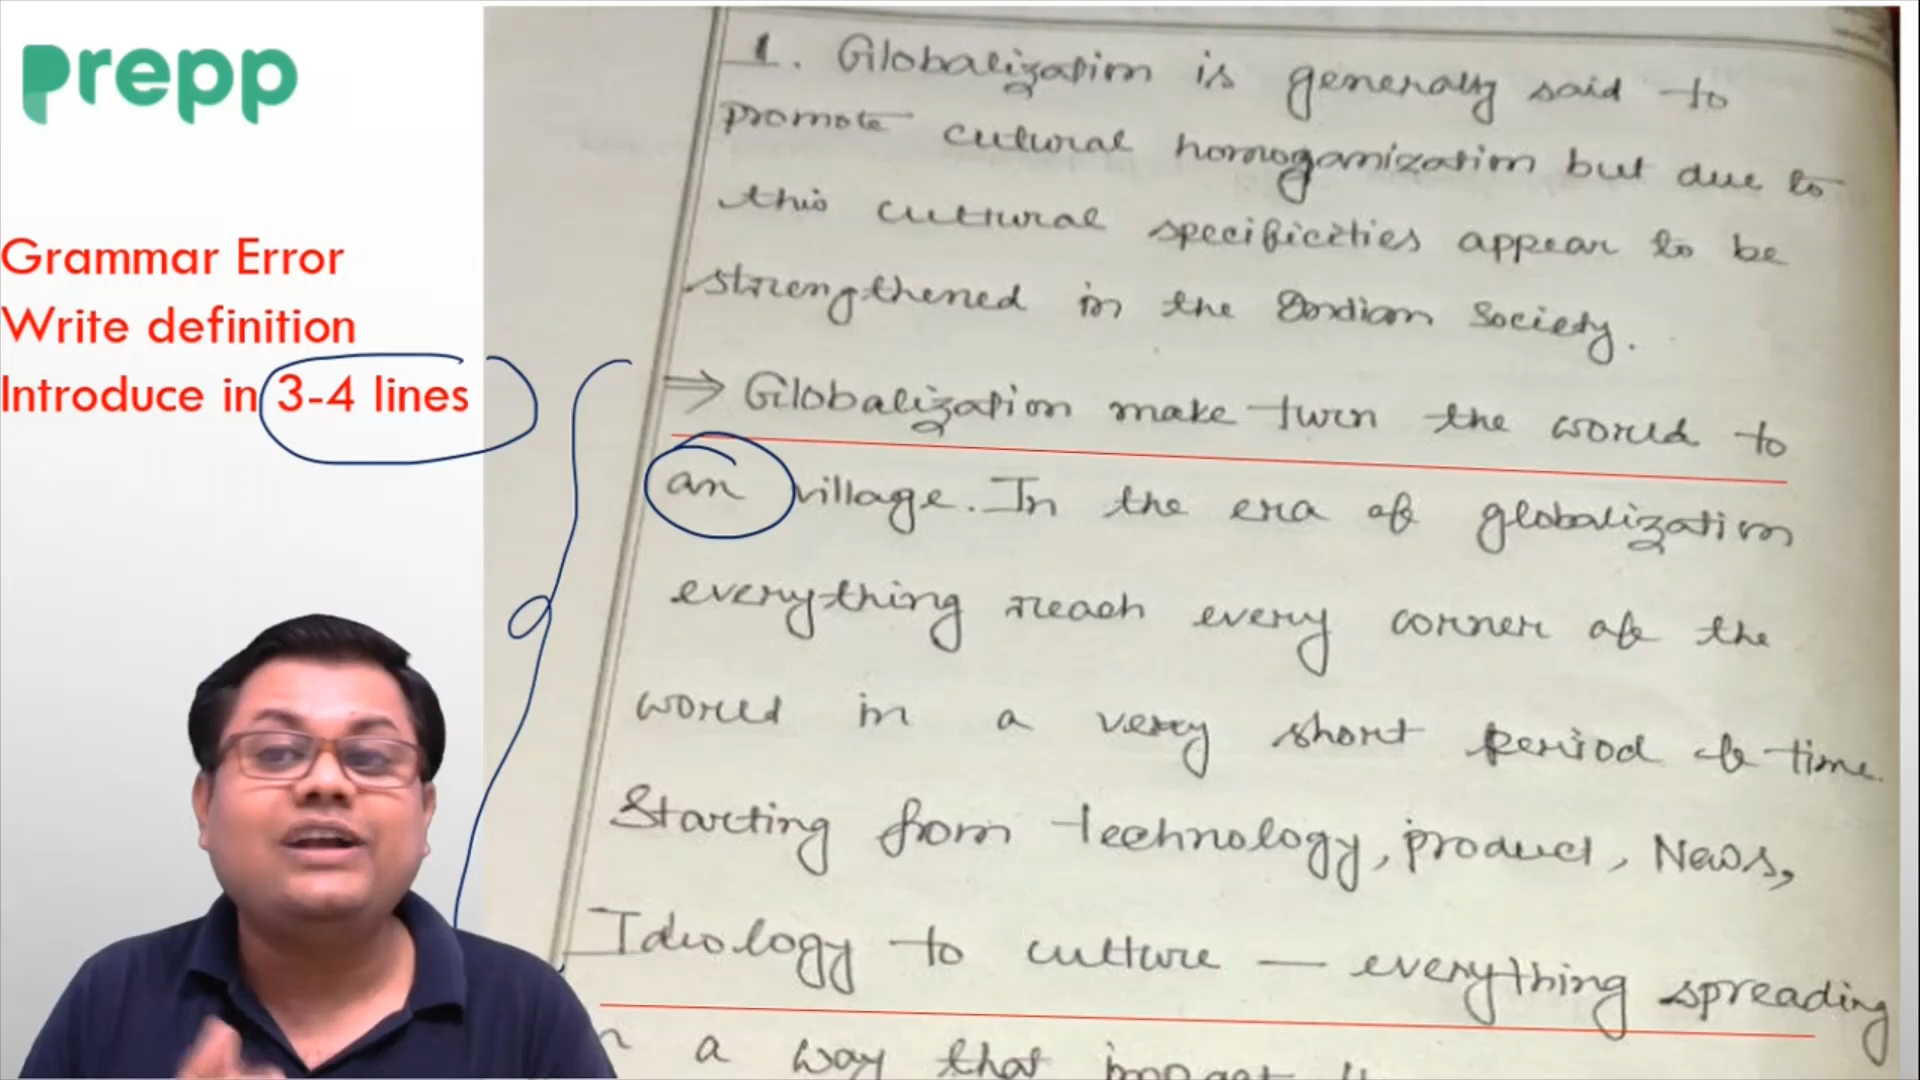 prepp
Grammar Error
Write definition
Introduce in 3-4 lines
1. Globalization is generally said to
promote cultural homoganization but due to
this cultural specificities appear to be
strengthened in the Indian Society.
⇒ Globalization make turn the world to
an village. In the era of globalization
everything reach every corner of the
world in a very short period of time
Starting from technology, product, News,
Ideology to culture — everything spreading
a way that impact